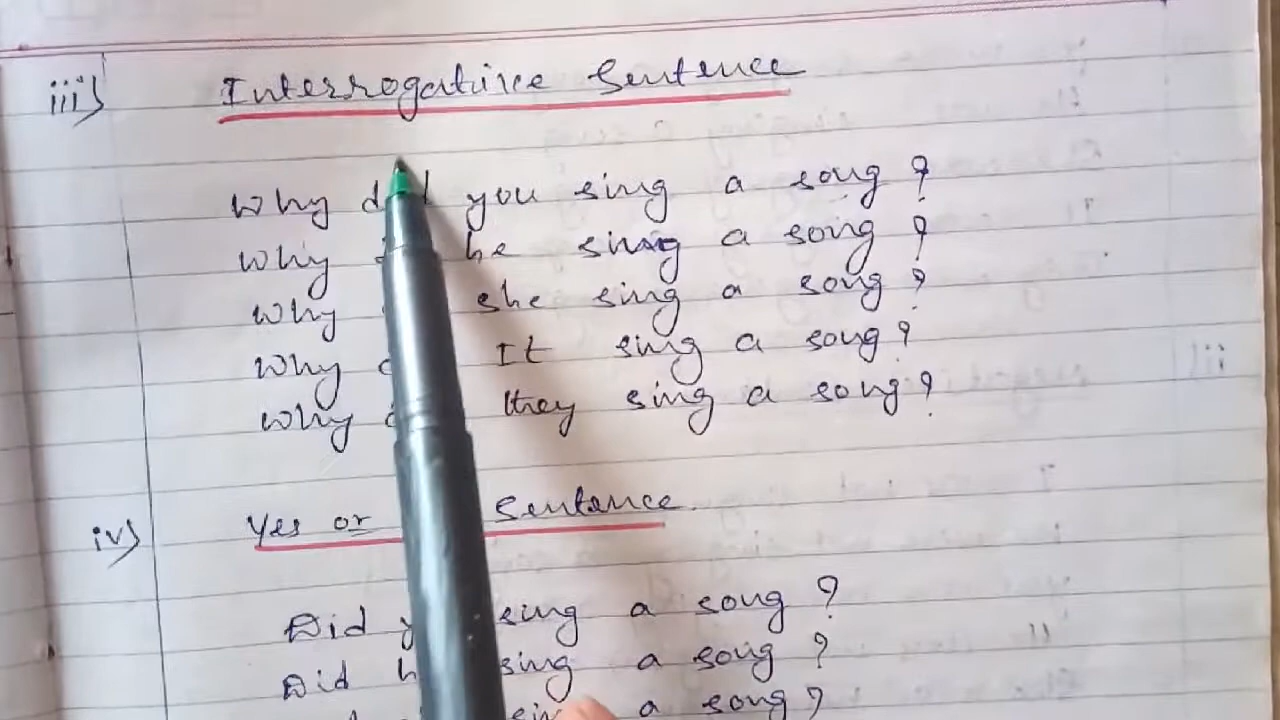 iii) Interrogative Sentence
Why did you sing a song ?
Why he sing a song ?
Why she sing a song ?
Why It sing a song ?
Why they sing a song ?
iv) Yes or Sentence
Did sing a song ?
Did sing a song ?
a song ?